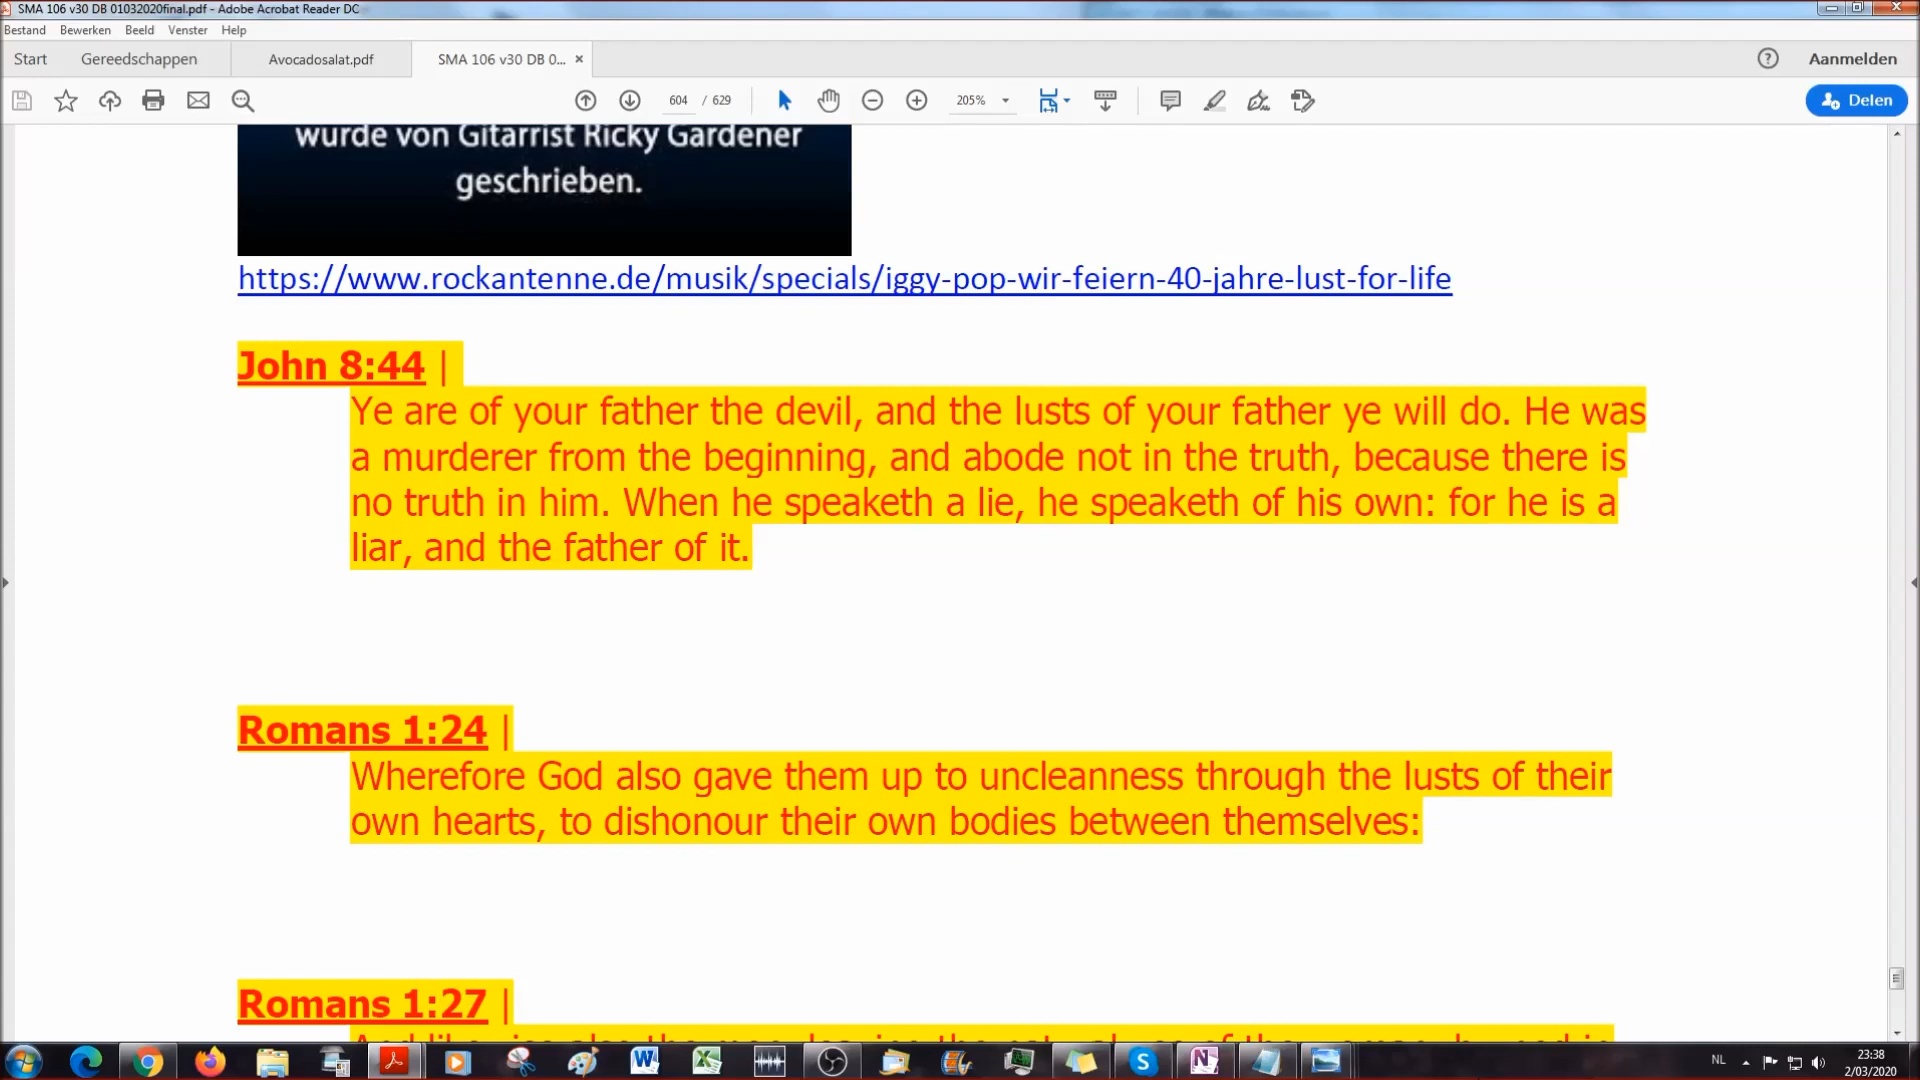 SMA 106 v30 DB 01032020final.pdf - Adobe Acrobat Reader DC
Bestand Bewerken Beeld Venster Help
Start Gereedschappen Avocadosalat.pdf SMA 106 v30 DB 0... × Aanmelden
604 / 629 205% Delen
wurde von Gitarrist Ricky Gardener
geschrieben.
https://www.rockantenne.de/musik/specials/iggy-pop-wir-feiern-40-jahre-lust-for-life
John 8:44 |
Ye are of your father the devil, and the lusts of your father ye will do. He was
a murderer from the beginning, and abode not in the truth, because there is
no truth in him. When he speaketh a lie, he speaketh of his own: for he is a
liar, and the father of it.
Romans 1:24 |
Wherefore God also gave them up to uncleanness through the lusts of their
own hearts, to dishonour their own bodies between themselves:
Romans 1:27 |
NL 23:38
2/03/2020